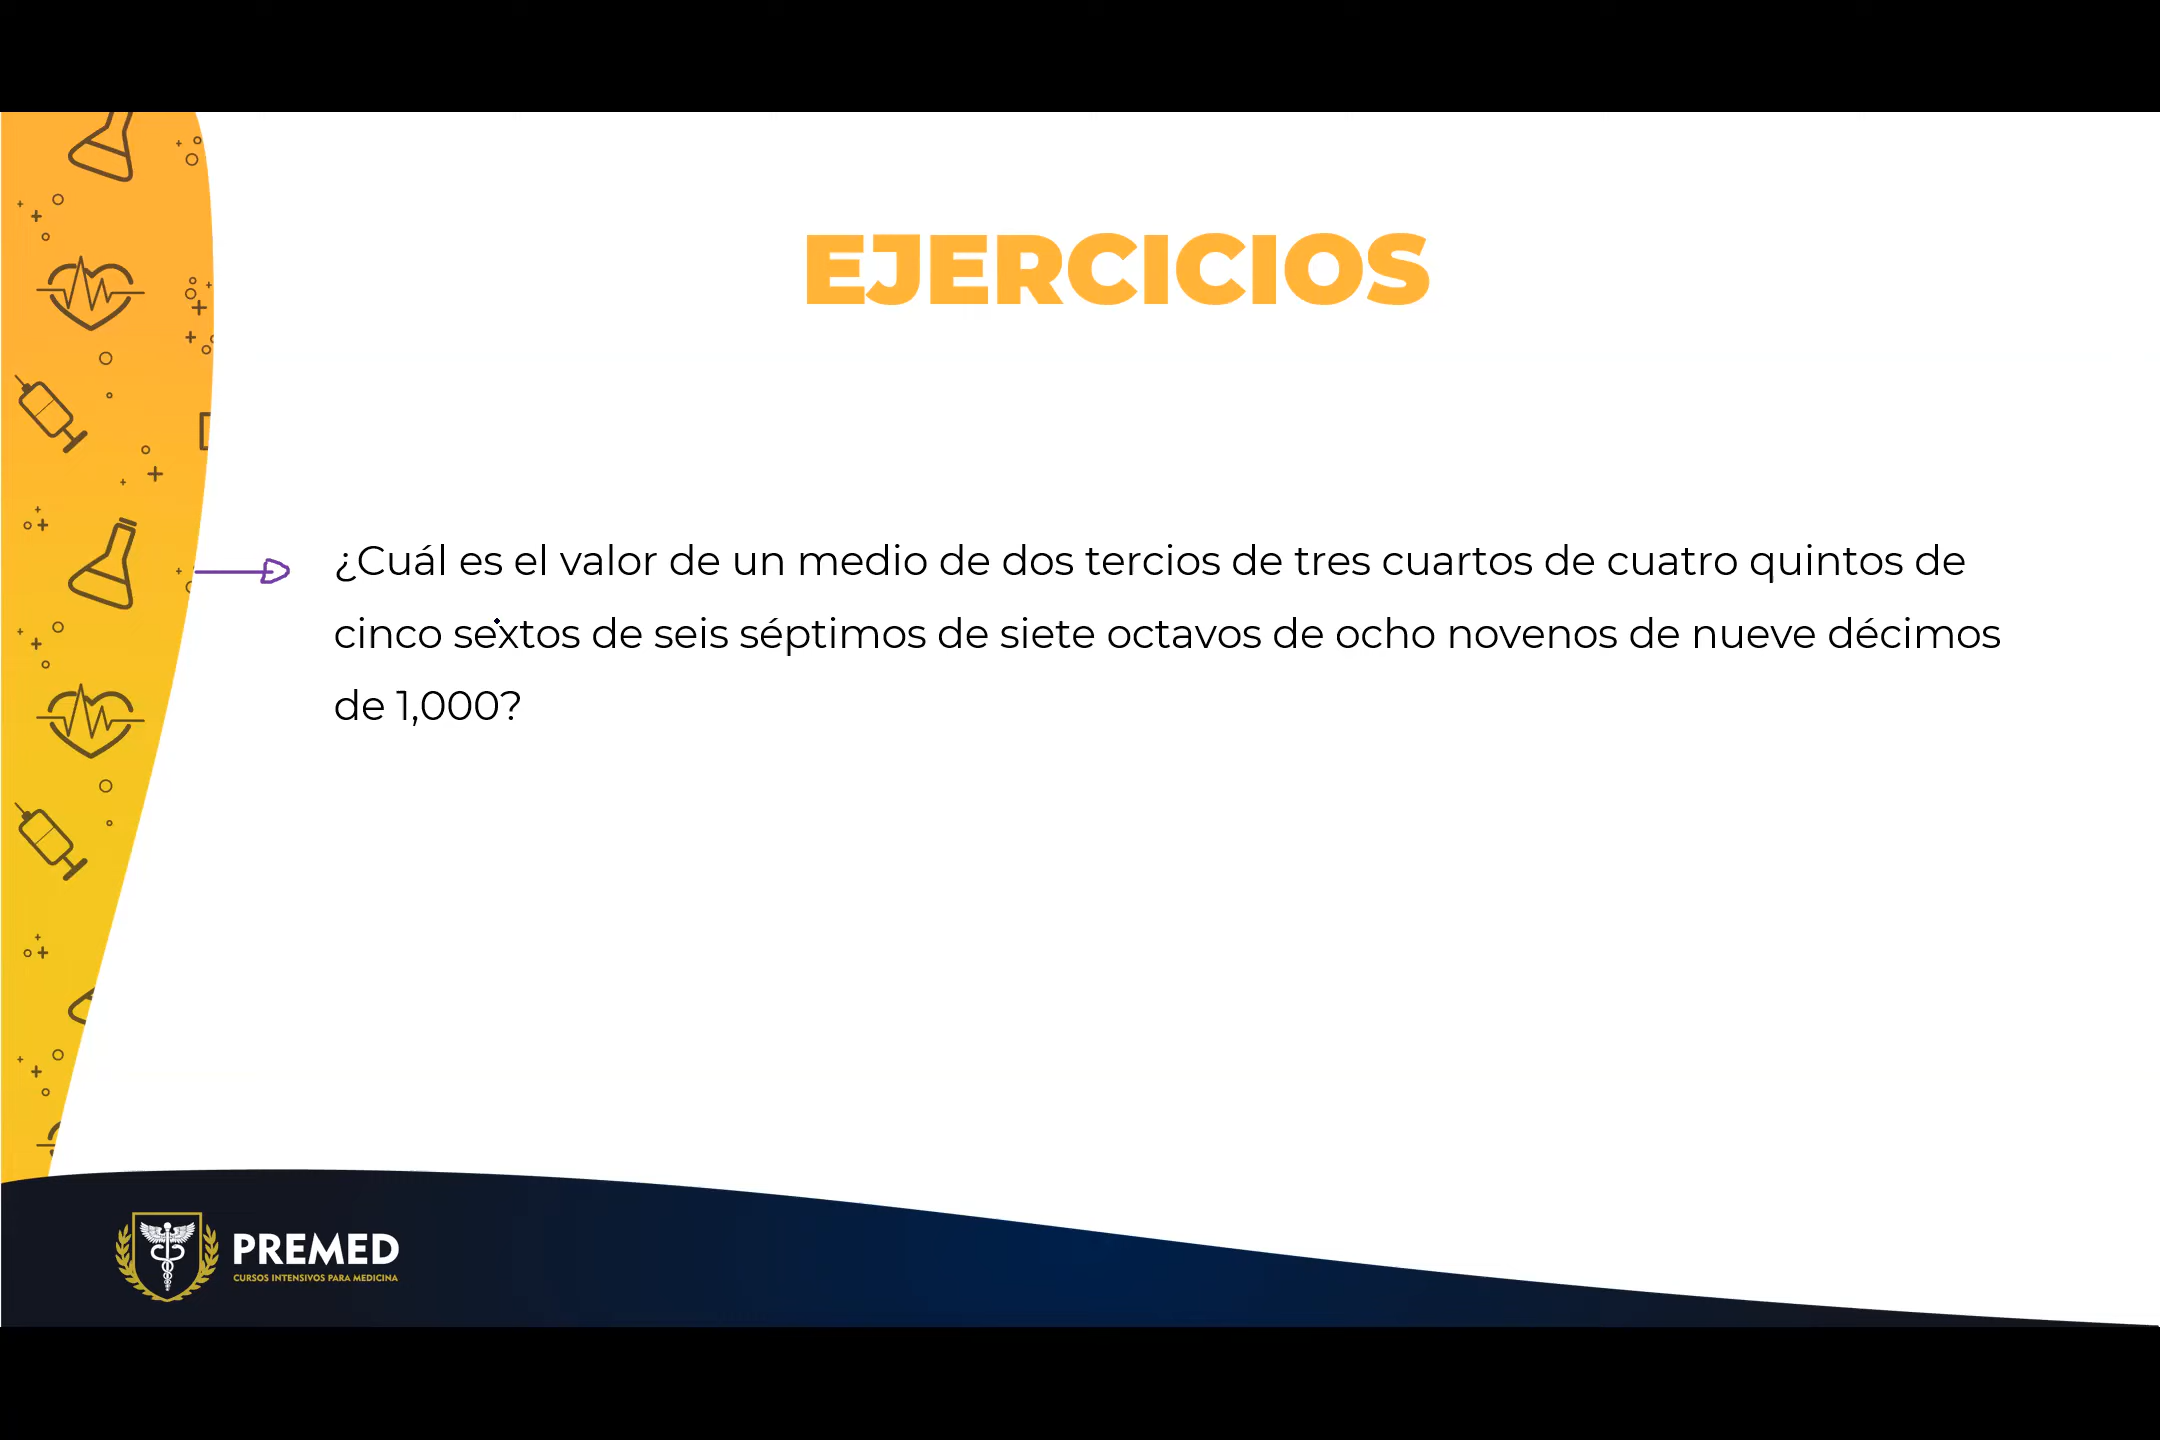 EJERCICIOS
¿Cuál es el valor de un medio de dos tercios de tres cuartos de cuatro quintos de
cinco sextos de seis séptimos de siete octavos de ocho novenos de nueve décimos
de 1,000?
PREMED
CURSOS INTENSIVOS PARA MEDICINA